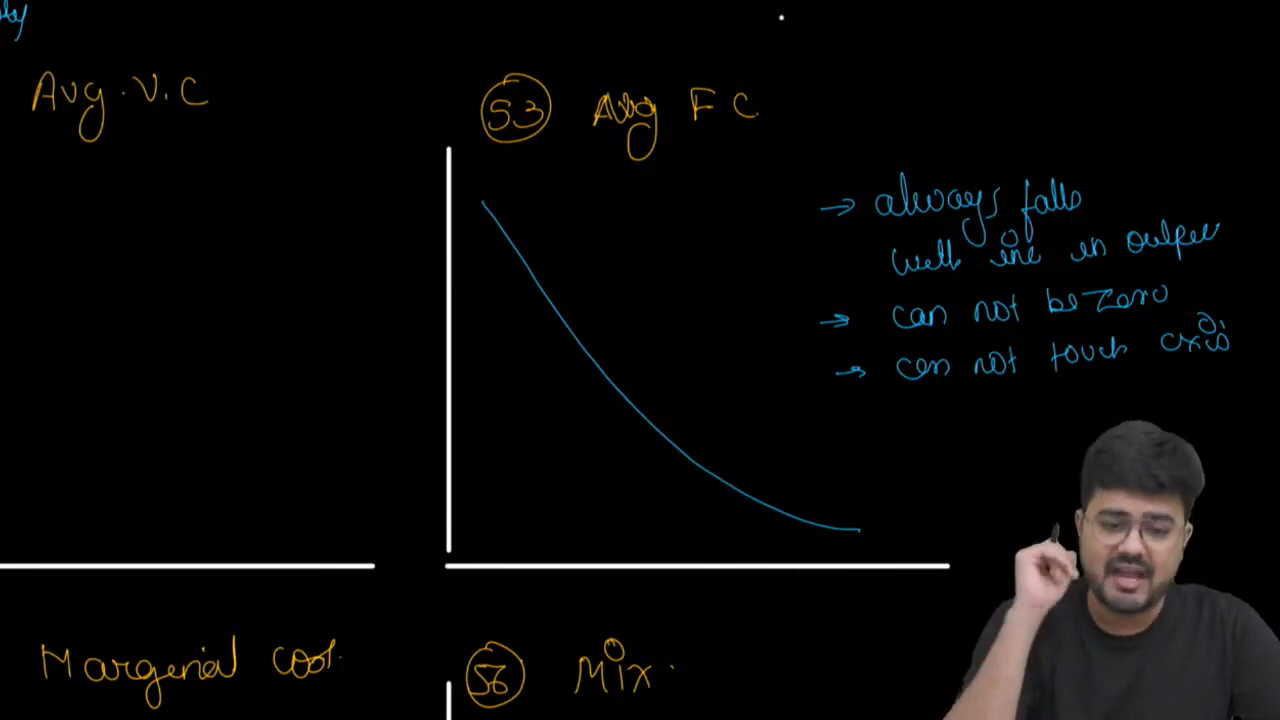 Avg. V.C
53 Avg F C
→ always falls
with inc in output
→ can not be zero
→ can not touch axis
Margenial cost.
56 Mix.